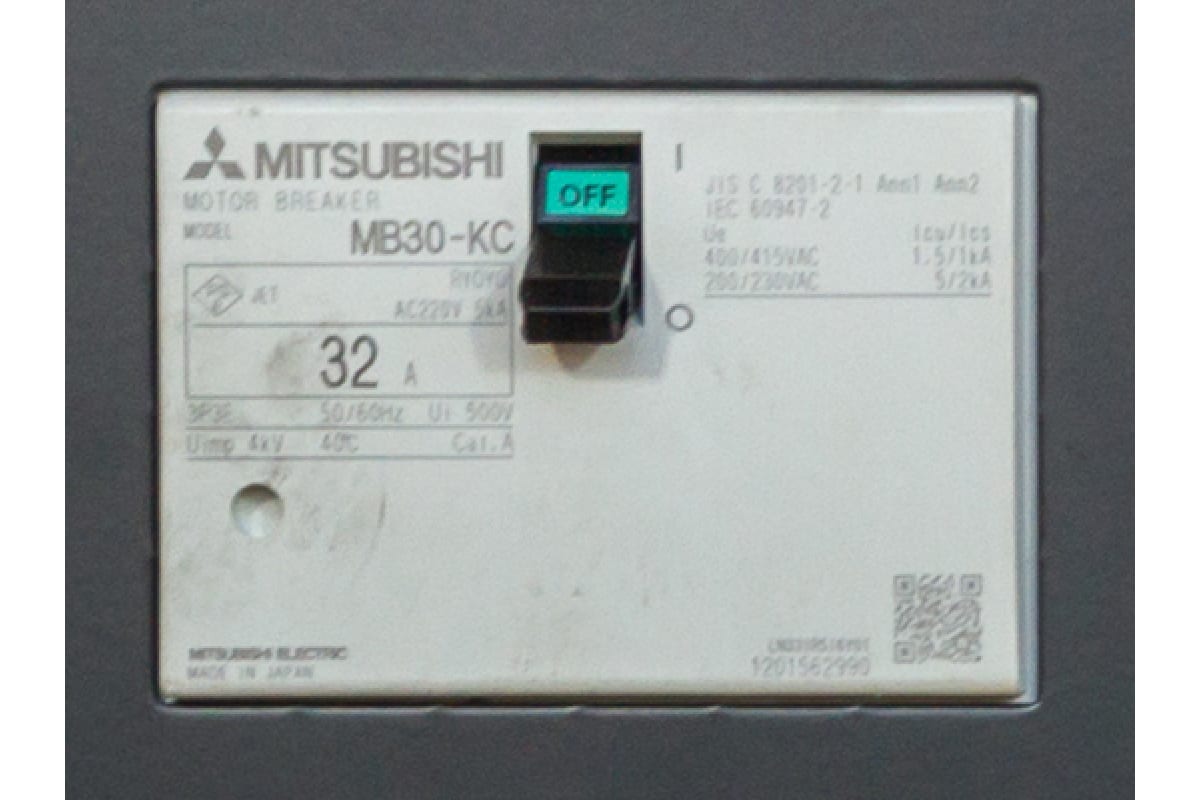 MITSUBISHI
MOTOR BREAKER
MODEL MB30-KC
JET
AC220V 5kA
32 A
3P3E 50/60Hz Ui 500V
Uimp 4kV 40℃ Cat.A
OFF
I
O
JIS C 8201-2-1 Ann1 Ann2
IEC 60947-2
Ue Icu/Ics
400/415VAC 1.5/1kA
200/230VAC 5/2kA
MITSUBISHI ELECTRIC
MADE IN JAPAN
1201562990